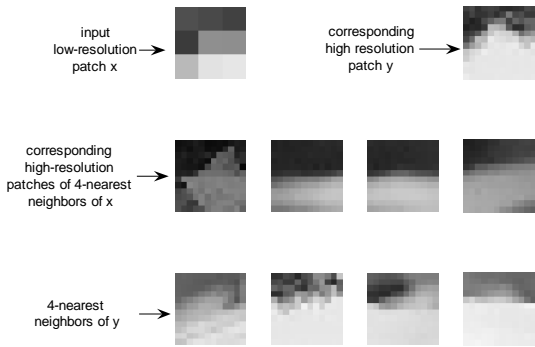 input
low-resolution
patch x
corresponding
high resolution
patch y
corresponding
high-resolution
patches of 4-nearest
neighbors of x
4-nearest
neighbors of y